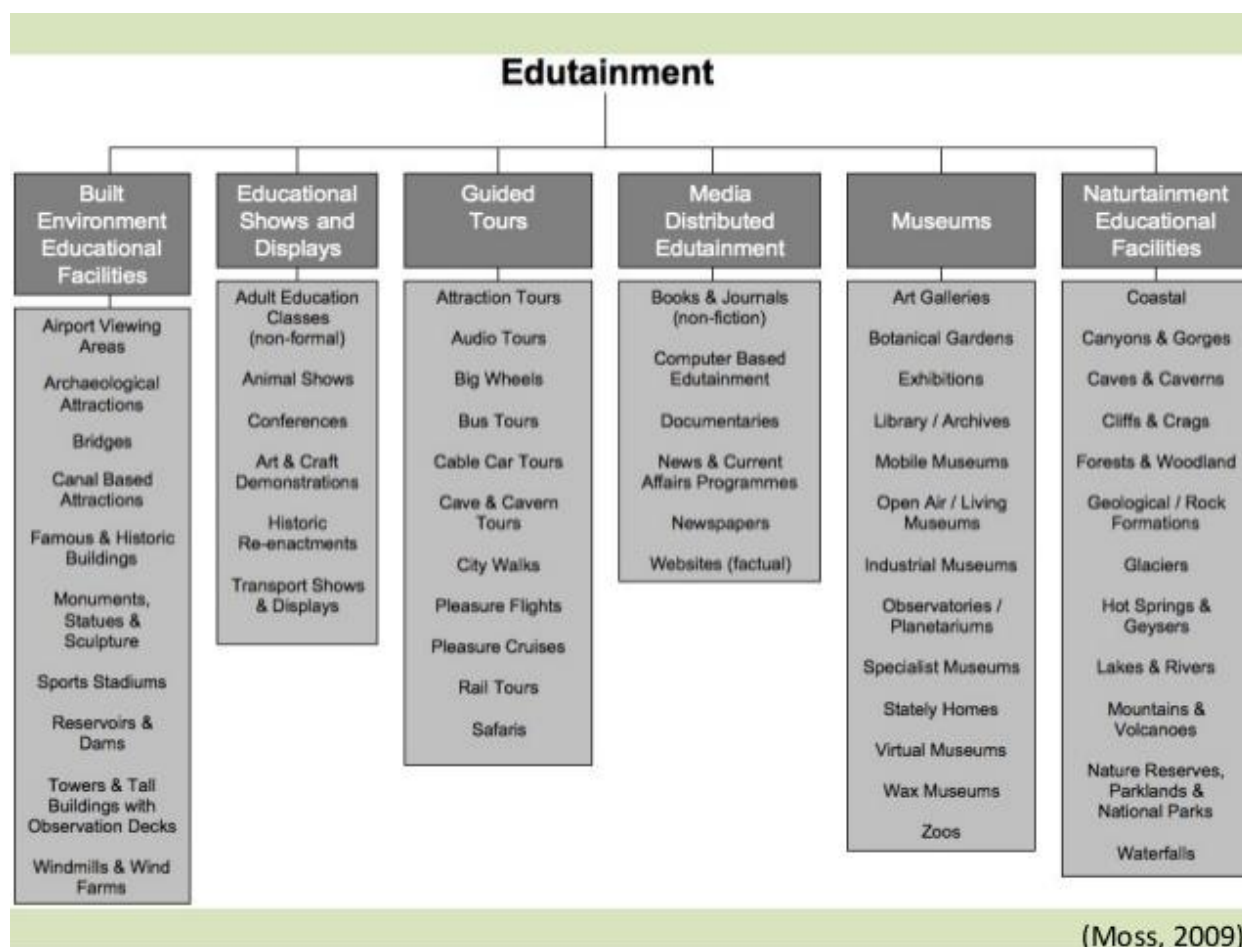 Edutainment
Built
Environment
Educational
Facilities
Airport Viewing
Areas
Archaeological
Attractions
Bridges
Canal Based
Attractions
Famous & Historic
Buildings
Monuments,
Statues &
Sculpture
Sports Stadiums
Reservoirs &
Dams
Towers & Tall
Buildings with
Observation Decks
Windmills & Wind
Farms
Educational
Shows and
Displays
Adult Education
Classes
(non-formal)
Animal Shows
Conferences
Art & Craft
Demonstrations
Historic
Re-enactments
Transport Shows
& Displays
Guided
Tours
Attraction Tours
Audio Tours
Big Wheels
Bus Tours
Cable Car Tours
Cave & Cavern
Tours
City Walks
Pleasure Flights
Pleasure Cruises
Rail Tours
Safaris
Media
Distributed
Edutainment
Books & Journals
(non-fiction)
Computer Based
Edutainment
Documentaries
News & Current
Affairs Programmes
Newspapers
Websites (factual)
Museums
Art Galleries
Botanical Gardens
Exhibitions
Library / Archives
Mobile Museums
Open Air / Living
Museums
Industrial Museums
Observatories /
Planetariums
Specialist Museums
Stately Homes
Virtual Museums
Wax Museums
Zoos
Naturtainment
Educational
Facilities
Coastal
Canyons & Gorges
Caves & Caverns
Cliffs & Crags
Forests & Woodland
Geological / Rock
Formations
Glaciers
Hot Springs &
Geysers
Lakes & Rivers
Mountains &
Volcanoes
Nature Reserves,
Parklands &
National Parks
Waterfalls
(Moss, 2009)